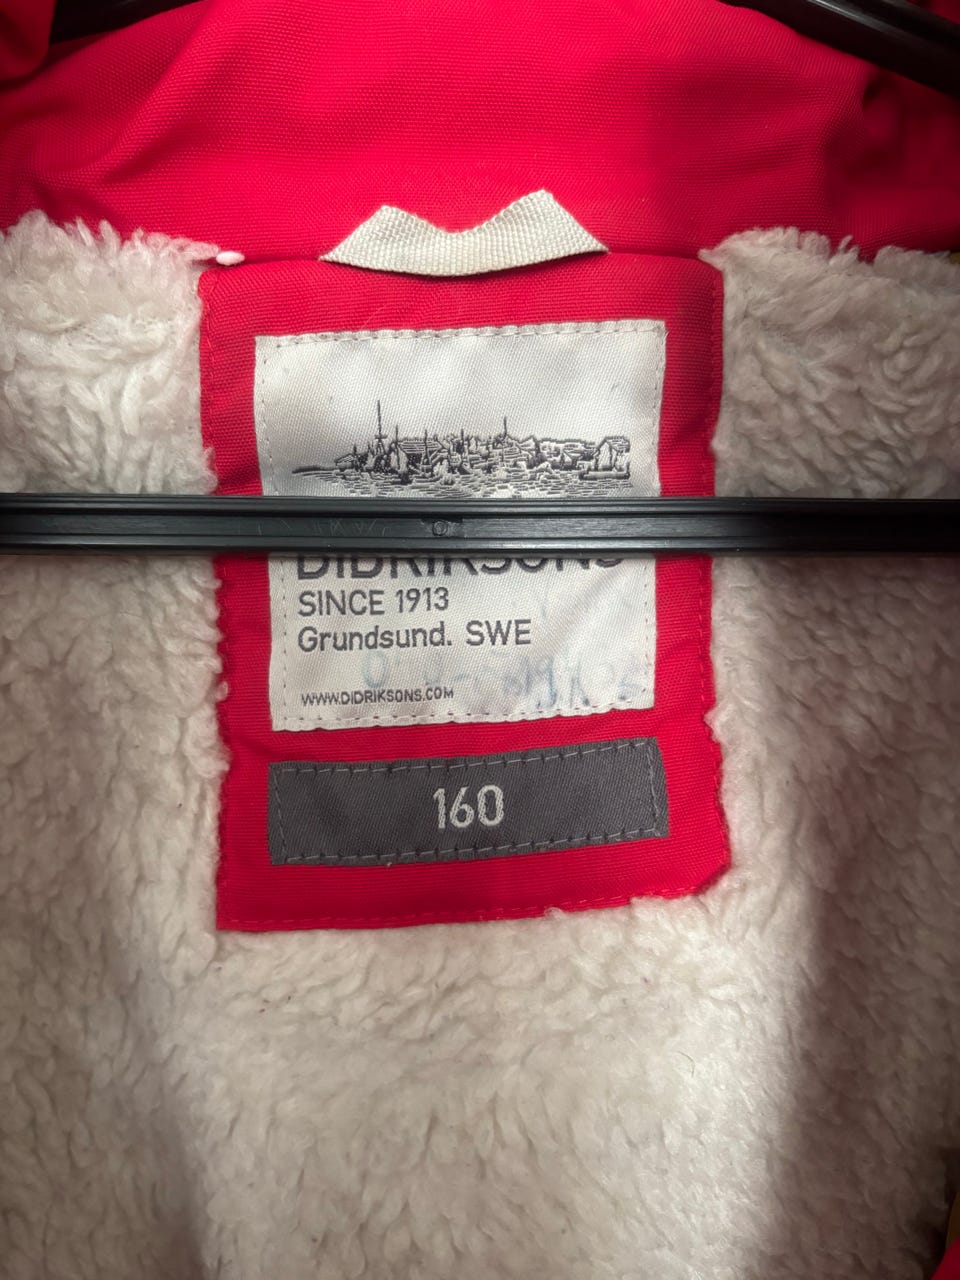 DIDRIKSONS
SINCE 1913
Grundsund. SWE
WWW.DIDRIKSONS.COM
160